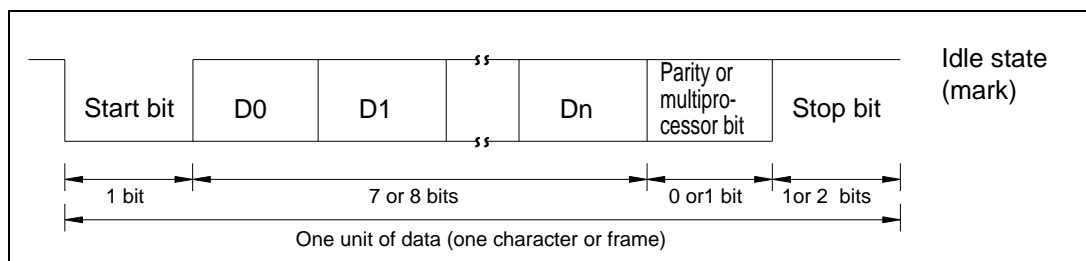 Idle state
(mark)
Start bit
D0
D1
Dn
Parity or
multipro-
cessor bit
Stop bit
1 bit
7 or 8 bits
0 or1 bit
1or 2 bits
One unit of data (one character or frame)